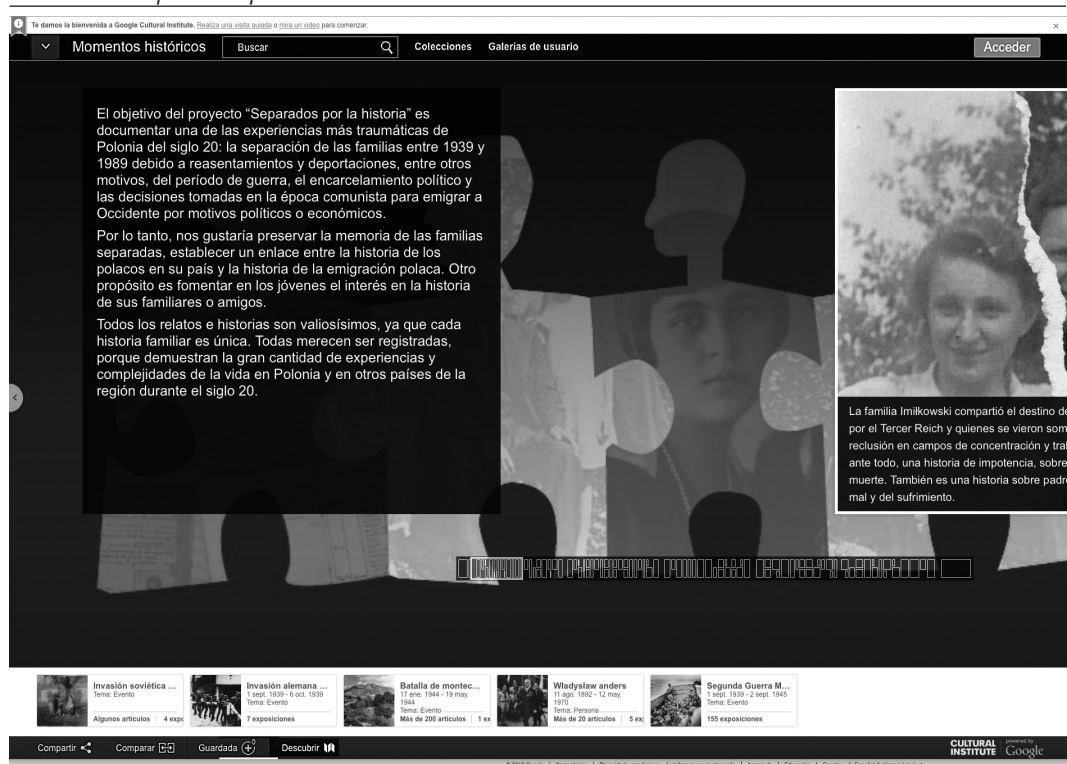 Te damos la bienvenida a Google Cultural Institute. Realiza una visita guiada o mira un video para comenzar.
Momentos históricos
Buscar
Colecciones
Galerías de usuario
Acceder
El objetivo del proyecto “Separados por la historia” es
documentar una de las experiencias más traumáticas de
Polonia del siglo 20: la separación de las familias entre 1939 y
1989 debido a reasentamientos y deportaciones, entre otros
motivos, del período de guerra, el encarcelamiento político y
las decisiones tomadas en la época comunista para emigrar a
Occidente por motivos políticos o económicos.
Por lo tanto, nos gustaría preservar la memoria de las familias
separadas, establecer un enlace entre la historia de los
polacos en su país y la historia de la emigración polaca. Otro
propósito es fomentar en los jóvenes el interés en la historia
de sus familiares o amigos.
Todos los relatos e historias son valiosísimos, ya que cada
historia familiar es única. Todas merecen ser registradas,
porque demuestran la gran cantidad de experiencias y
complejidades de la vida en Polonia y en otros países de la
región durante el siglo 20.
La familia Imiłkowski compartió el destino de
por el Tercer Reich y quienes se vieron som
reclusión en campos de concentración y tra
ante todo, una historia de impotencia, sobre
muerte. También es una historia sobre padr
mal y del sufrimiento.
Invasión soviética ...
Tema: Evento
Algunos artículos 4 expo
Invasión alemana ...
1 sept. 1939 - 6 oct. 1939
Tema: Evento
7 exposiciones
Batalla de montec...
17 ene. 1944 - 19 may.
1944
Tema: Evento
Más de 200 artículos 1 ex
Władysław anders
11 ago. 1892 - 12 may.
1970
Tema: Persona
Más de 20 artículos 5 ex
Segunda Guerra M...
1 sept. 1939 - 2 sept. 1945
Tema: Evento
155 exposiciones
Compartir
Comparar
Guardada
0
Descubrir
CULTURAL
INSTITUTE
powered by
Google